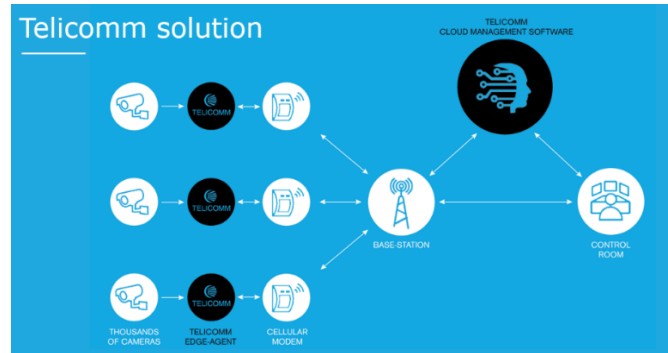 Telicomm solution
TELICOMM
CLOUD MANAGEMENT SOFTWARE
TELICOMM
TELICOMM
TELICOMM
BASE-STATION
CONTROL
ROOM
THOUSANDS
OF CAMERAS
TELICOMM
EDGE-AGENT
CELLULAR
MODEM